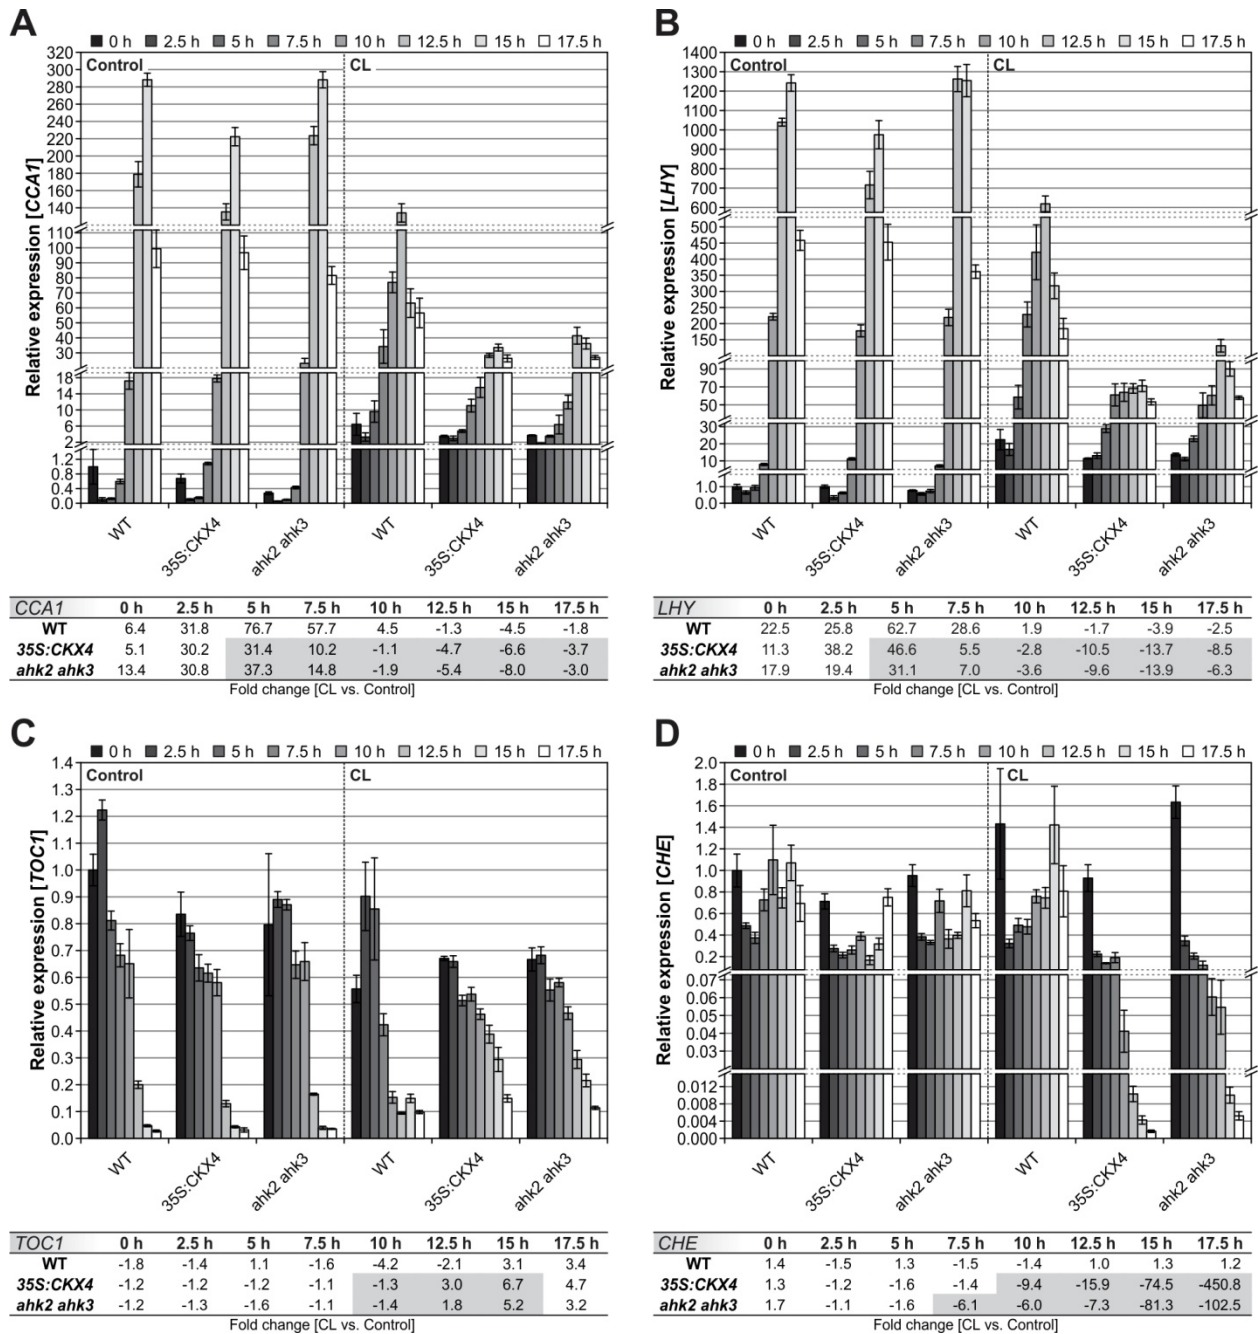 A
■ 0 h ■ 2.5 h ■ 5 h ■ 7.5 h ■ 10 h ■ 12.5 h ■ 15 h □ 17.5 h
Control CL
Relative expression [CCA1]
320
300
280
260
240
220
200
180
160
140
110
100
90
80
70
60
50
40
30
18
14
10
6
2
1.2
0.8
0.4
0.0
WT 35S:CKX4 ahk2 ahk3 WT 35S:CKX4 ahk2 ahk3
CCA1 0 h 2.5 h 5 h 7.5 h 10 h 12.5 h 15 h 17.5 h
WT 6.4 31.8 76.7 57.7 4.5 -1.3 -4.5 -1.8
35S:CKX4 5.1 30.2 31.4 10.2 -1.1 -4.7 -6.6 -3.7
ahk2 ahk3 13.4 30.8 37.3 14.8 -1.9 -5.4 -8.0 -3.0
Fold change [CL vs. Control]
B
■ 0 h ■ 2.5 h ■ 5 h ■ 7.5 h ■ 10 h ■ 12.5 h ■ 15 h □ 17.5 h
Control CL
Relative expression [LHY]
1400
1300
1200
1100
1000
900
800
700
600
500
450
400
350
300
250
200
150
90
70
50
30
20
10
1.0
0.0
WT 35S:CKX4 ahk2 ahk3 WT 35S:CKX4 ahk2 ahk3
LHY 0 h 2.5 h 5 h 7.5 h 10 h 12.5 h 15 h 17.5 h
WT 22.5 25.8 62.7 28.6 1.9 -1.7 -3.9 -2.5
35S:CKX4 11.3 38.2 46.6 5.5 -2.8 -10.5 -13.7 -8.5
ahk2 ahk3 17.9 19.4 31.1 7.0 -3.6 -9.6 -13.9 -6.3
Fold change [CL vs. Control]
C
■ 0 h ■ 2.5 h ■ 5 h ■ 7.5 h ■ 10 h ■ 12.5 h ■ 15 h □ 17.5 h
Control CL
Relative expression [TOC1]
1.4
1.3
1.2
1.1
1.0
0.9
0.8
0.7
0.6
0.5
0.4
0.3
0.2
0.1
0.0
WT 35S:CKX4 ahk2 ahk3 WT 35S:CKX4 ahk2 ahk3
TOC1 0 h 2.5 h 5 h 7.5 h 10 h 12.5 h 15 h 17.5 h
WT -1.8 -1.4 1.1 -1.6 -4.2 -2.1 3.1 3.4
35S:CKX4 -1.2 -1.2 -1.2 -1.1 -1.3 3.0 6.7 4.7
ahk2 ahk3 -1.2 -1.3 -1.6 -1.1 -1.4 1.8 5.2 3.2
Fold change [CL vs. Control]
D
■ 0 h ■ 2.5 h ■ 5 h ■ 7.5 h ■ 10 h ■ 12.5 h ■ 15 h □ 17.5 h
Control CL
Relative expression [CHE]
2.0
1.8
1.6
1.4
1.2
1.0
0.8
0.6
0.4
0.2
0.07
0.06
0.05
0.04
0.03
0.012
0.009
0.006
0.003
0.000
WT 35S:CKX4 ahk2 ahk3 WT 35S:CKX4 ahk2 ahk3
CHE 0 h 2.5 h 5 h 7.5 h 10 h 12.5 h 15 h 17.5 h
WT 1.4 -1.5 1.3 -1.5 -1.4 1.0 1.3 1.2
35S:CKX4 1.3 -1.2 -1.6 -1.4 -9.4 -15.9 -74.5 -450.8
ahk2 ahk3 1.7 -1.1 -1.6 -6.1 -6.0 -7.3 -81.3 -102.5
Fold change [CL vs. Control]